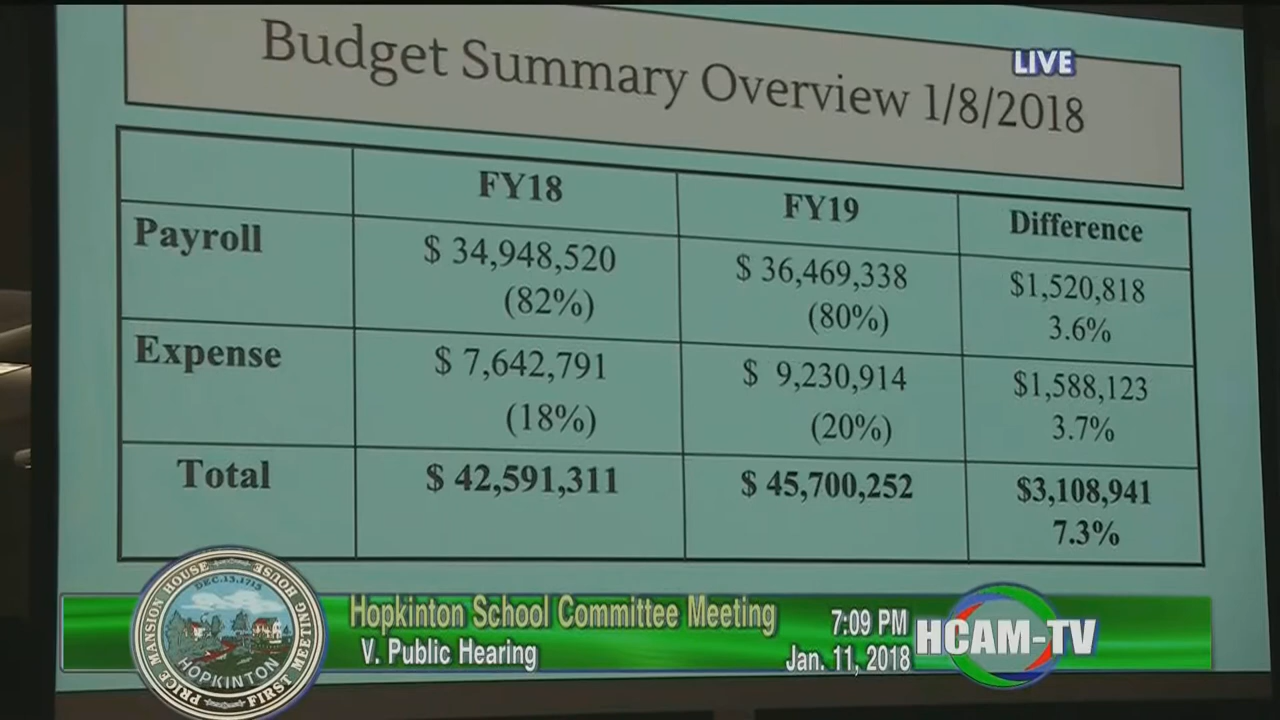 Budget Summary Overview 1/8/2018
LIVE
FY18 FY19 Difference
Payroll $ 34,948,520 $ 36,469,338 $1,520,818
(82%) (80%) 3.6%
Expense $ 7,642,791 $ 9,230,914 $1,588,123
(18%) (20%) 3.7%
Total $ 42,591,311 $ 45,700,252 $3,108,941
7.3%
PRICE MANSION HOUSE FIRST MEETING HOUSE
DEC.13.1715
HOPKINTON
Hopkinton School Committee Meeting
V. Public Hearing
7:09 PM
Jan. 11, 2018
HCAM-TV